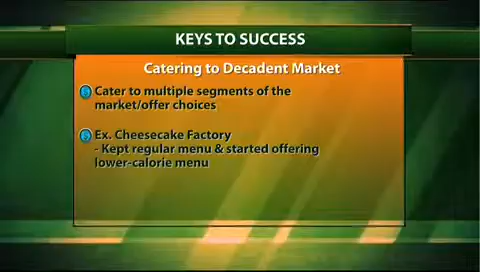 KEYS TO SUCCESS
Catering to Decadent Market
Cater to multiple segments of the
market/offer choices
Ex. Cheesecake Factory
- Kept regular menu & started offering
lower-calorie menu